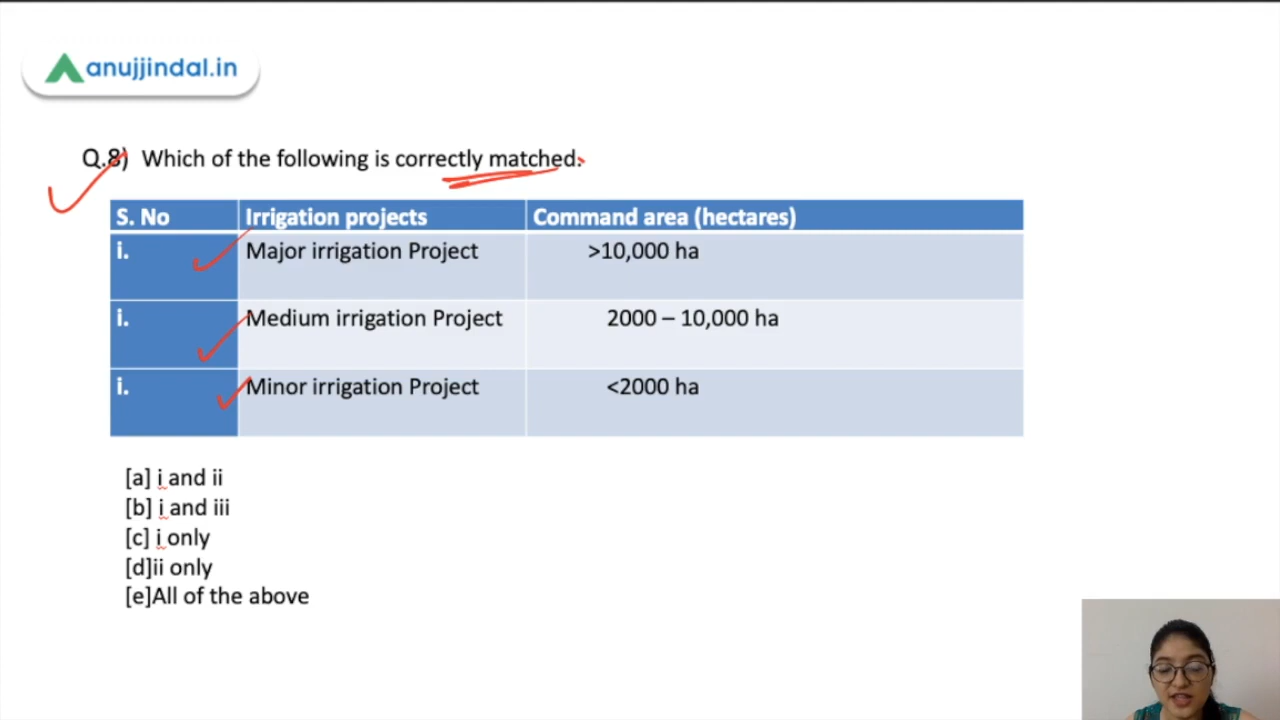 anujjindal.in
Q.8) Which of the following is correctly matched:
S. No Irrigation projects Command area (hectares)
i. Major irrigation Project >10,000 ha
i. Medium irrigation Project 2000 – 10,000 ha
i. Minor irrigation Project <2000 ha
[a] i and ii
[b] i and iii
[c] i only
[d]ii only
[e]All of the above